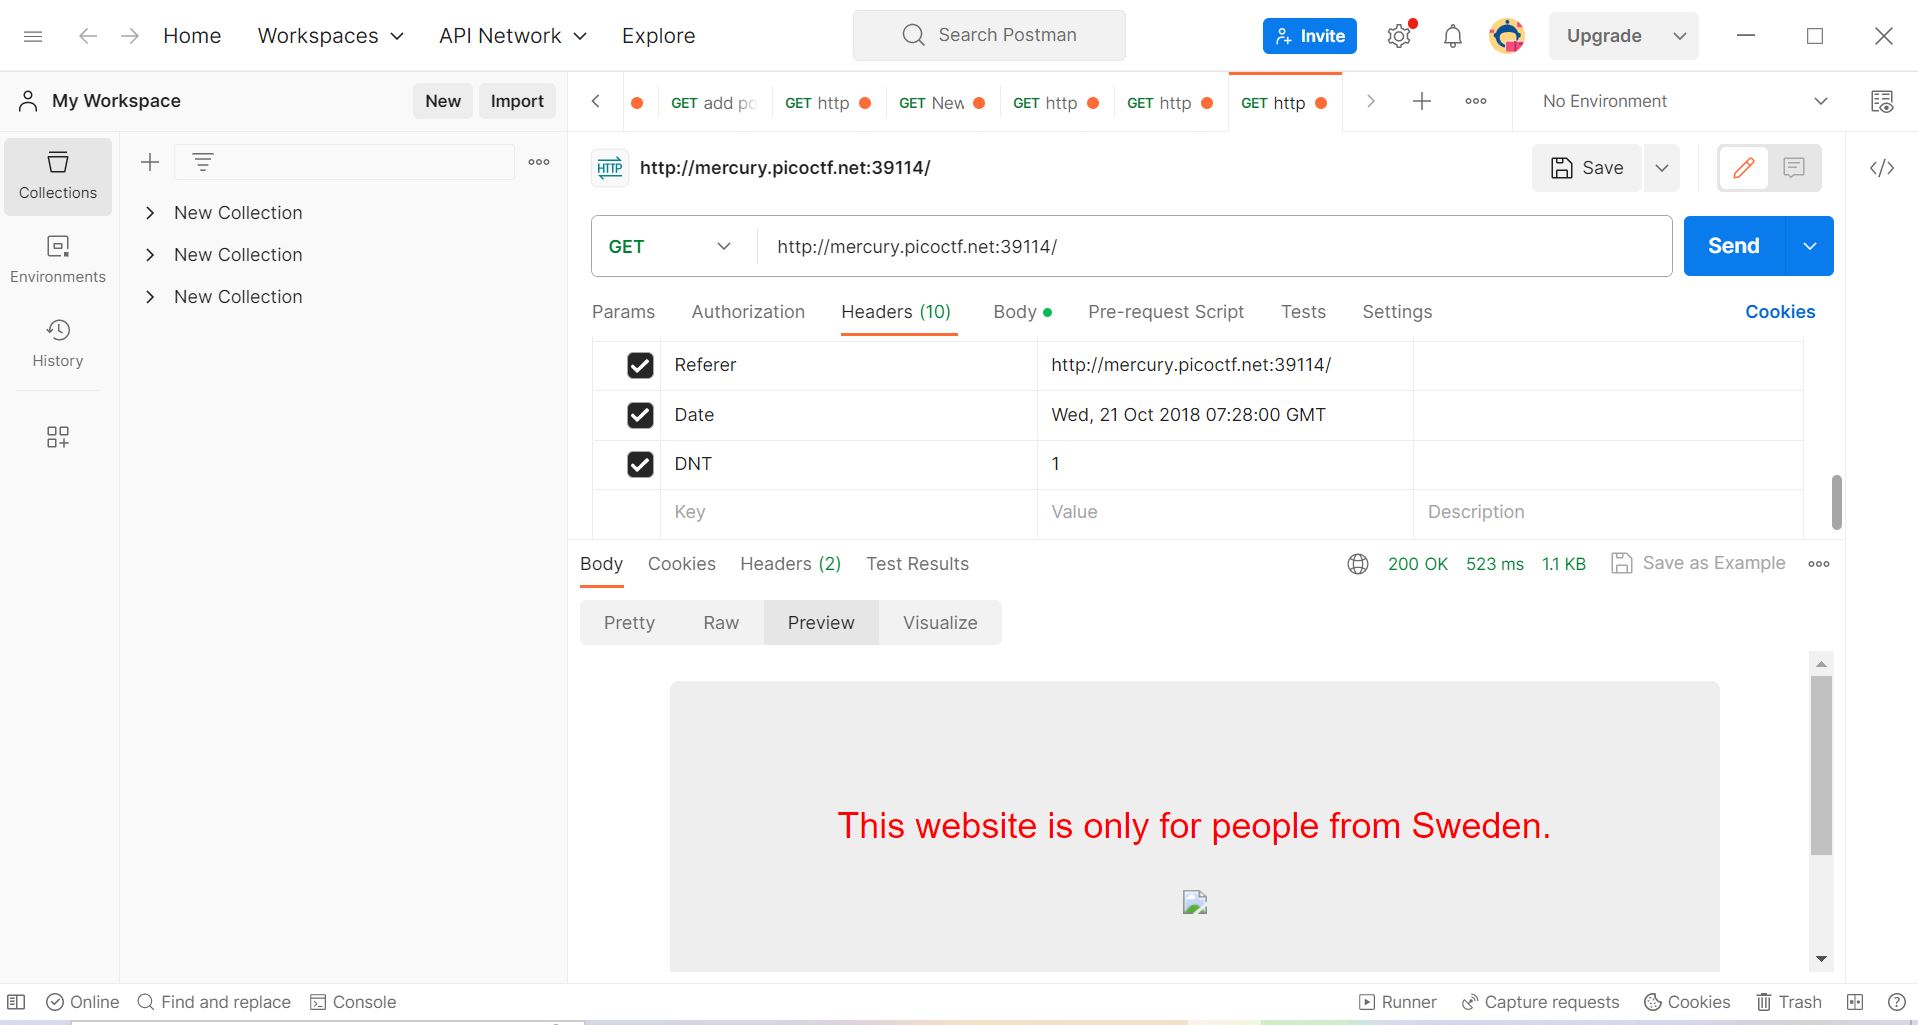 Home Workspaces API Network Explore Search Postman Invite Upgrade
My Workspace New Import GET add po GET http GET New GET http GET http GET http No Environment
Collections
Environments
History
New Collection
New Collection
New Collection
HTTP http://mercury.picoctf.net:39114/ Save
GET http://mercury.picoctf.net:39114/ Send
Params Authorization Headers (10) Body Pre-request Script Tests Settings Cookies
Referer http://mercury.picoctf.net:39114/
Date Wed, 21 Oct 2018 07:28:00 GMT
DNT 1
Key Value Description
Body Cookies Headers (2) Test Results 200 OK 523 ms 1.1 KB Save as Example
Pretty Raw Preview Visualize
This website is only for people from Sweden.
Online Find and replace Console Runner Capture requests Cookies Trash